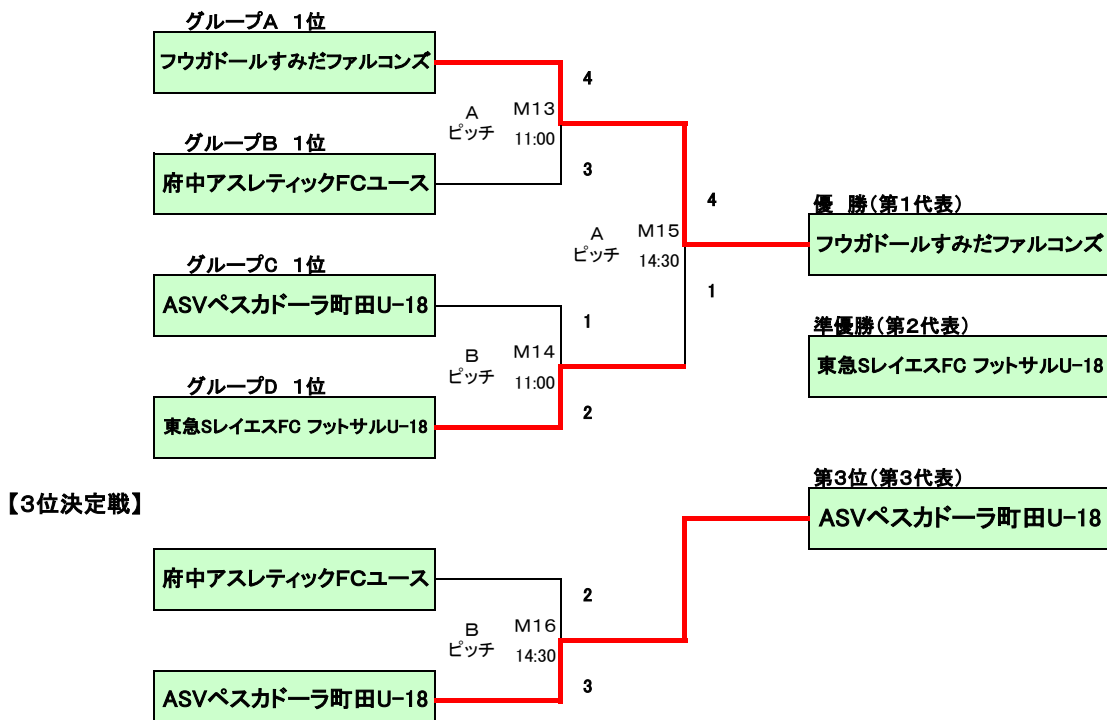 グループA 1位
フウガドールすみだファルコンズ
4
A
ピッチ
M13
11:00
グループB 1位
府中アスレティックFCユース
3
4
A
ピッチ
M15
14:30
優 勝(第1代表)
フウガドールすみだファルコンズ
グループC 1位
ASVペスカドーラ町田U-18
1
1
B
ピッチ
M14
11:00
準優勝(第2代表)
東急SレイエスFC フットサルU-18
グループD 1位
東急SレイエスFC フットサルU-18
2
第3位(第3代表)
ASVペスカドーラ町田U-18
【3位決定戦】
府中アスレティックFCユース
2
B
ピッチ
M16
14:30
ASVペスカドーラ町田U-18
3